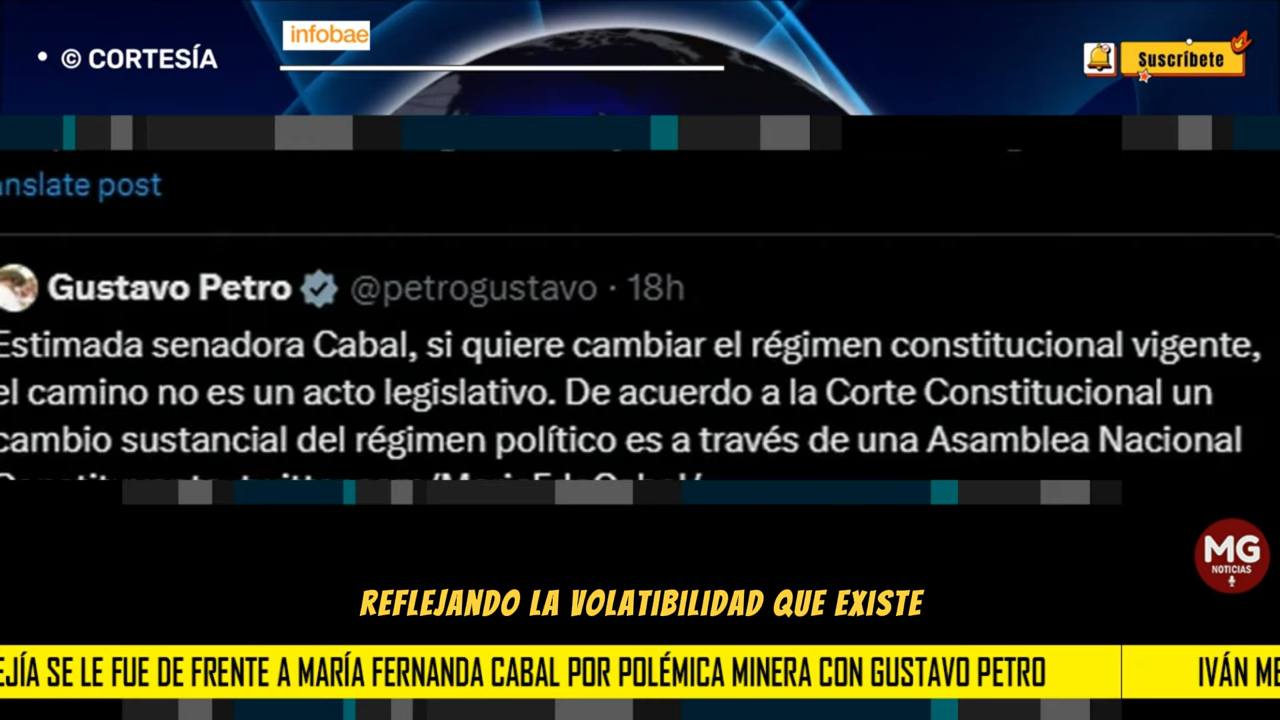 • © CORTESÍA
infobae
Suscríbete
anslate post
Gustavo Petro @petrogustavo · 18h
Estimada senadora Cabal, si quiere cambiar el régimen constitucional vigente,
el camino no es un acto legislativo. De acuerdo a la Corte Constitucional un
cambio sustancial del régimen político es a través de una Asamblea Nacional
MG
NOTICIAS
REFLEJANDO LA VOLATIBILIDAD QUE EXISTE
EJÍA SE LE FUE DE FRENTE A MARÍA FERNANDA CABAL POR POLÉMICA MINERA CON GUSTAVO PETRO IVÁN ME